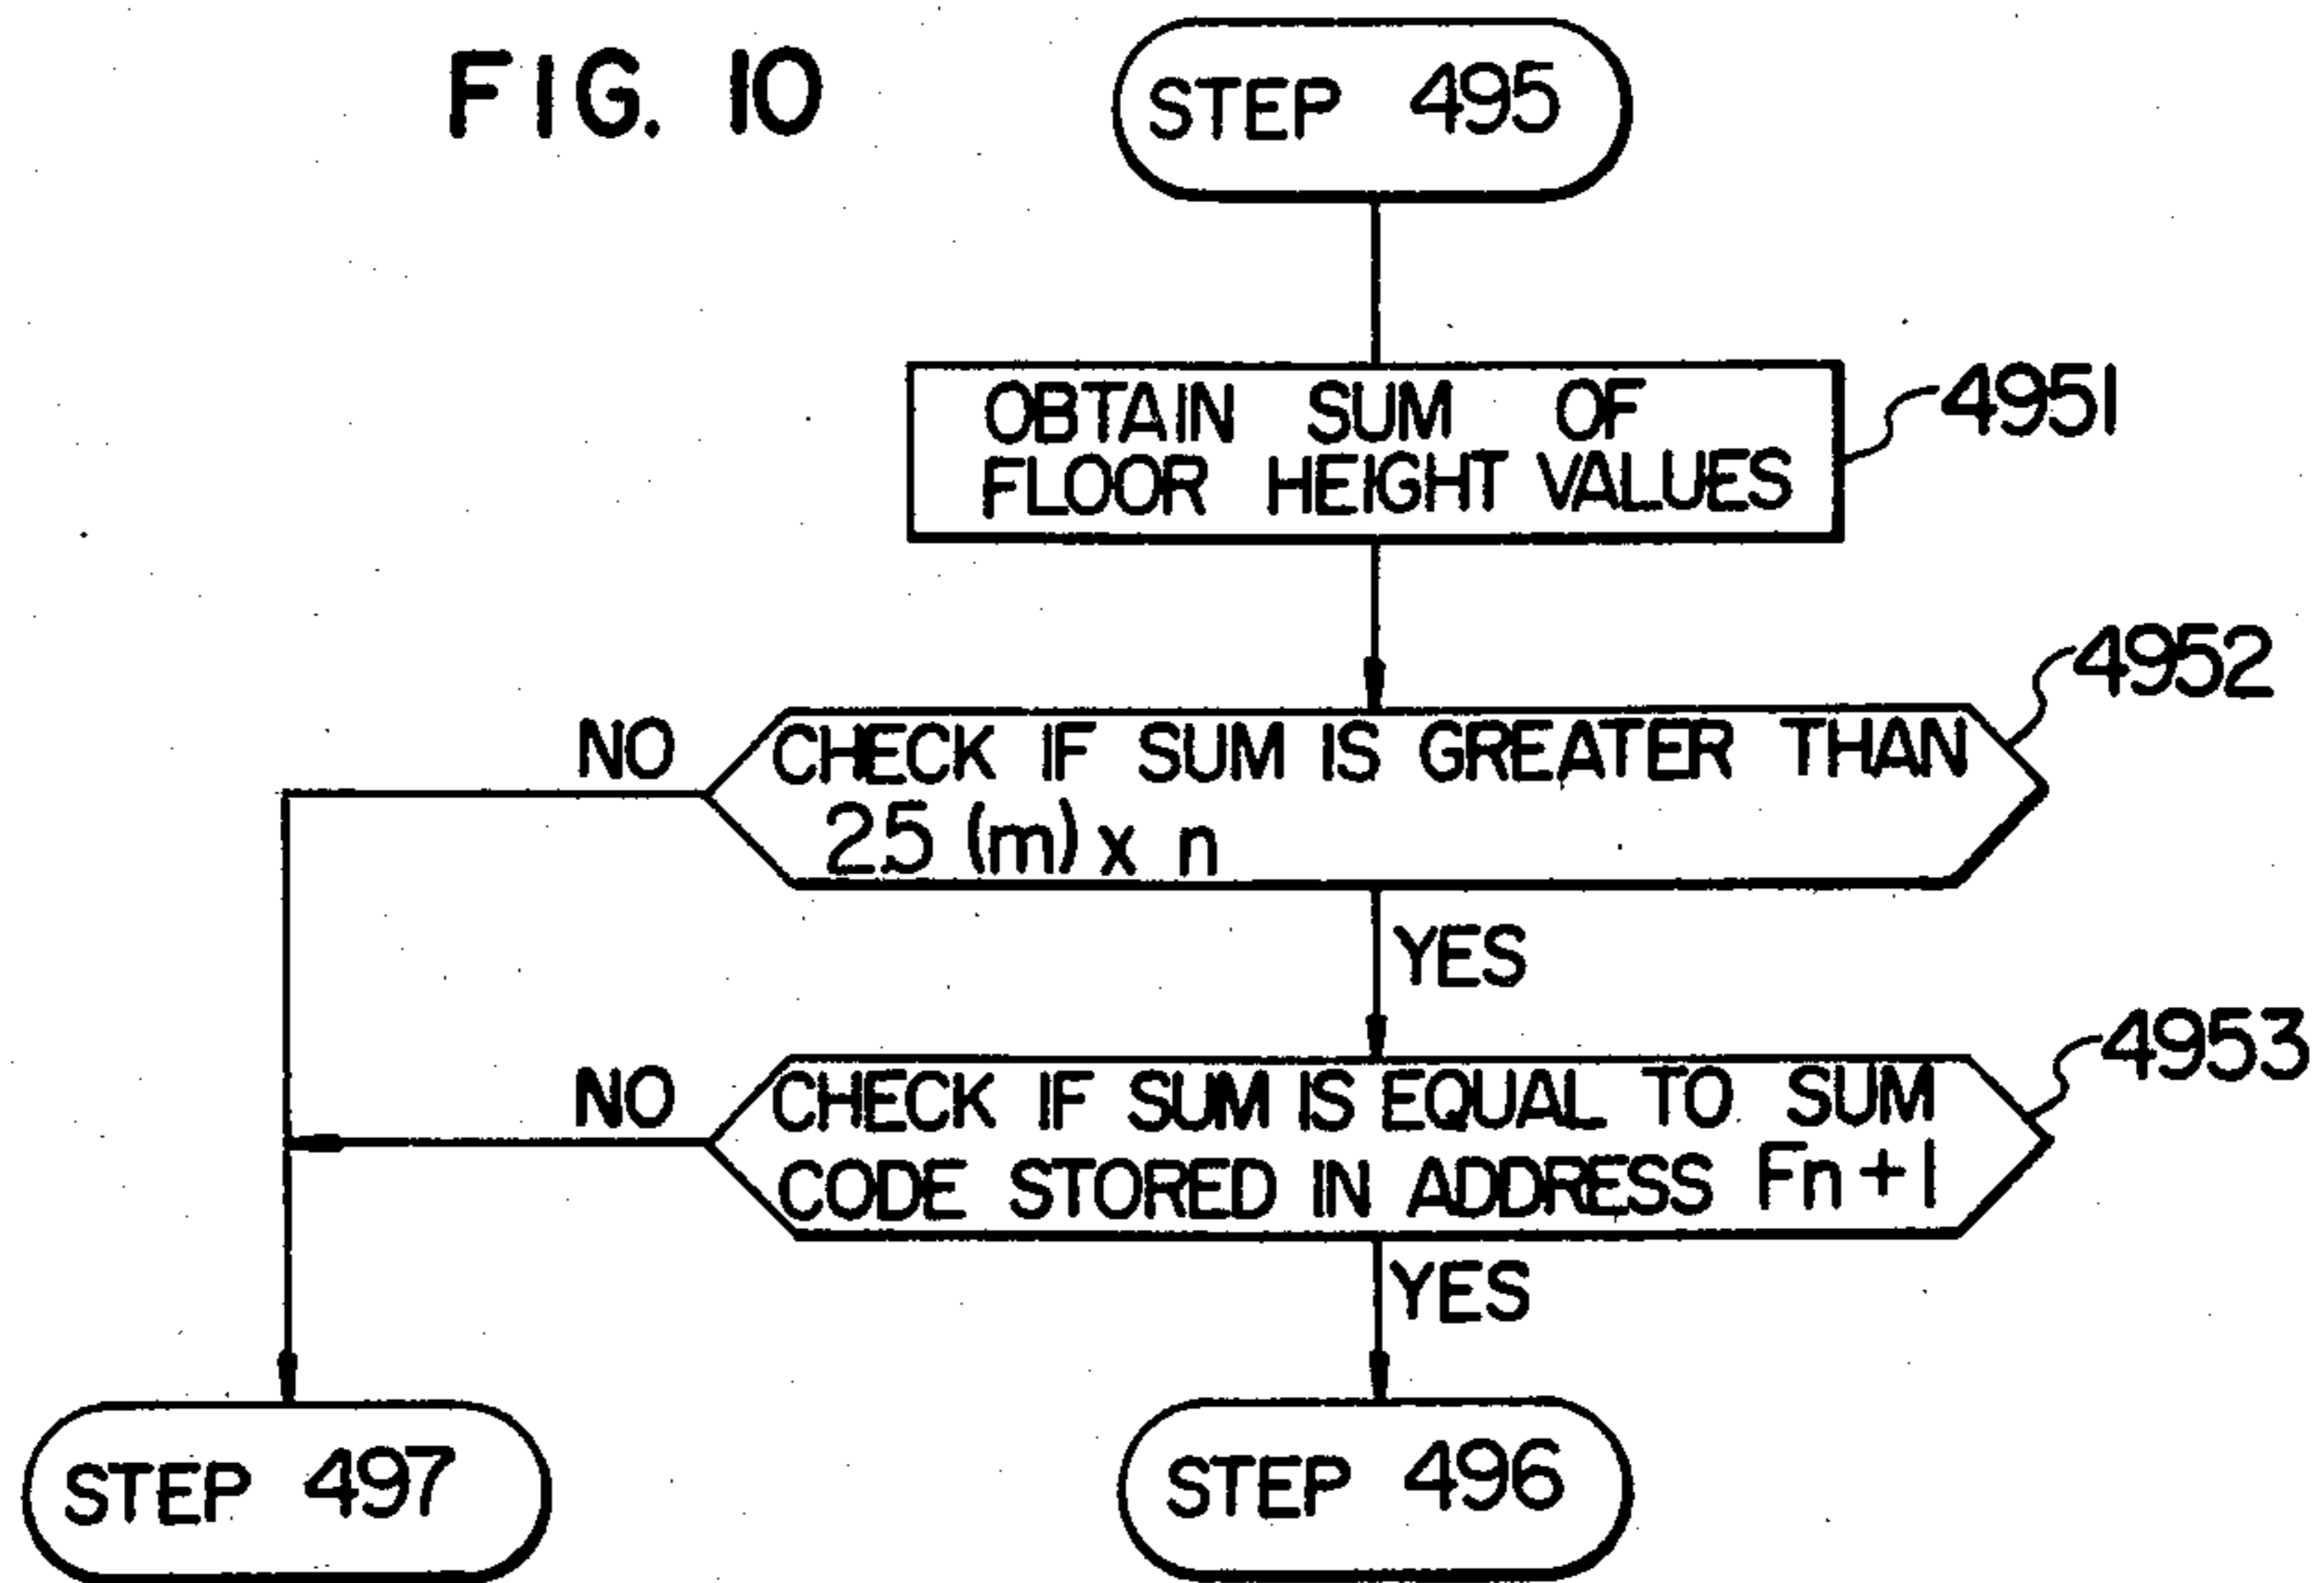 FIG. 10
STEP 495
OBTAIN SUM OF
FLOOR HEIGHT VALUES
4951
4952
NO
CHECK IF SUM IS GREATER THAN
25 (m) x n
YES
4953
NO
CHECK IF SUM IS EQUAL TO SUM
CODE STORED IN ADDRESS Fn+1
YES
STEP 497
STEP 496